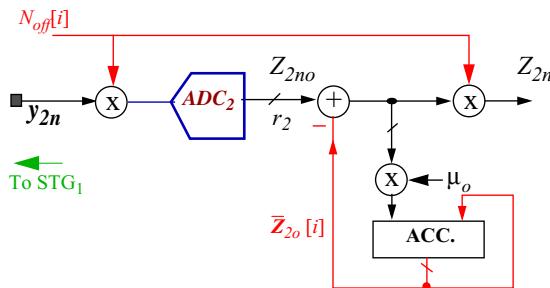 N_off[i]
Z_2no
Z_2n
X
ADC_2
+
X
y_2n
r_2
−
X
μ_o
To STG_1
Z̄_2o [i]
ACC.